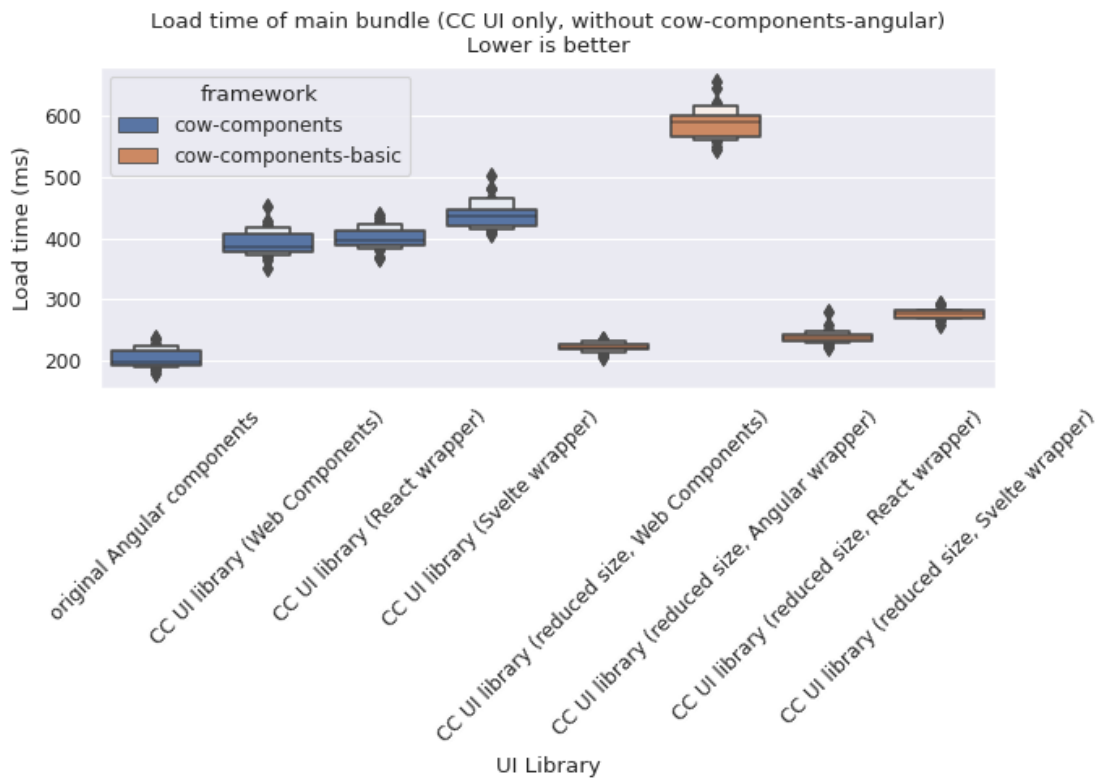 Load time of main bundle (CC UI only, without cow-components-angular)
Lower is better
framework
cow-components
cow-components-basic
Load time (ms)
600
500
400
300
200
original Angular components
CC UI library (Web Components)
CC UI library (React wrapper)
CC UI library (Svelte wrapper)
CC UI library (reduced size, Web Components)
CC UI library (reduced size, Angular wrapper)
CC UI library (reduced size, React wrapper)
CC UI library (reduced size, Svelte wrapper)
UI Library